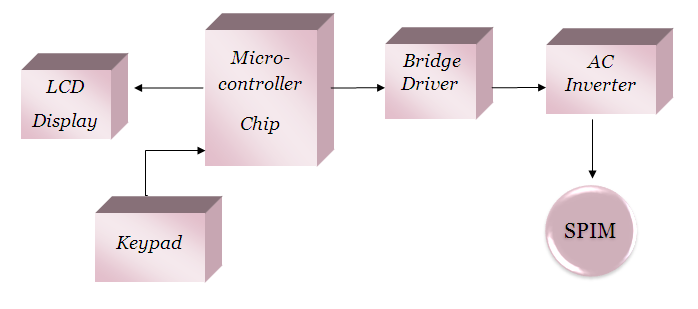 LCD
Display
Micro-
controller
Chip
Bridge
Driver
AC
Inverter
Keypad
SPIM